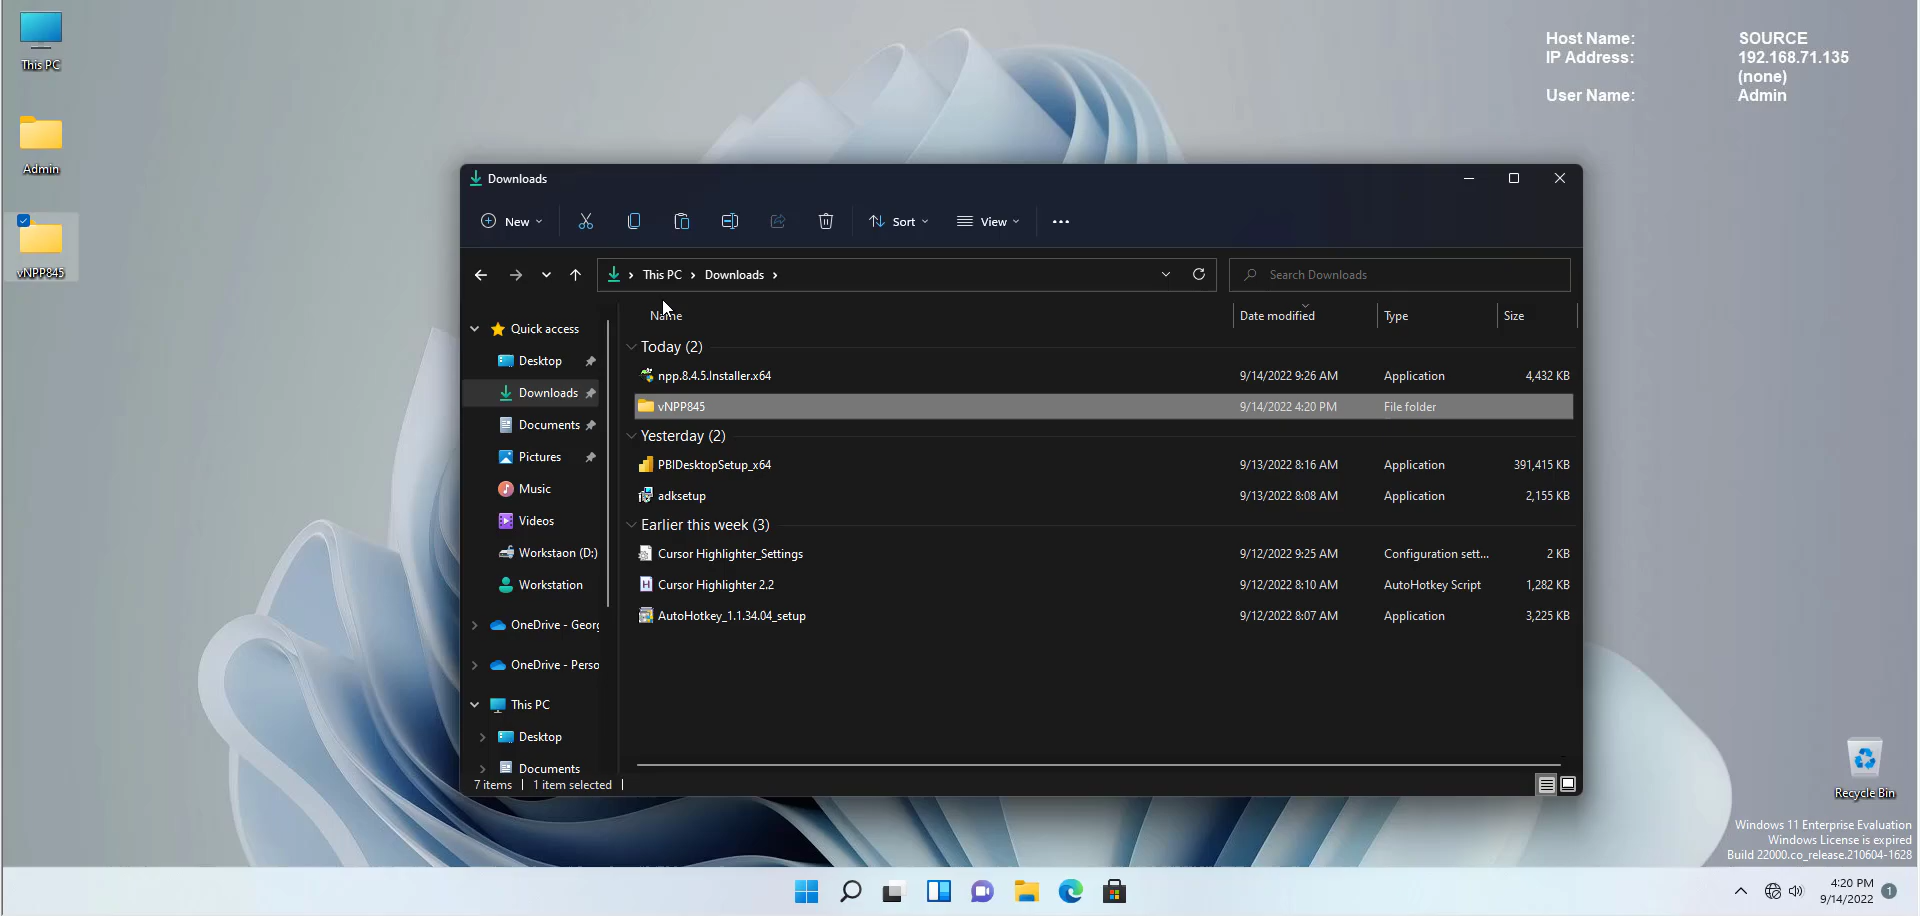 This PC
Admin
vNPP845
Host Name: SOURCE
IP Address: 192.168.71.135
(none)
User Name: Admin
Downloads
New
Sort
View
This PC
Downloads
Search Downloads
Name
Date modified
Type
Size
Quick access
Desktop
Downloads
Documents
Pictures
Music
Videos
Workstaon (D:)
Workstation
OneDrive - Georg
OneDrive - Perso
This PC
Desktop
Documents
Today (2)
npp.8.4.5.Installer.x64 9/14/2022 9:26 AM Application 4,432 KB
vNPP845 9/14/2022 4:20 PM File folder
Yesterday (2)
PBIDesktopSetup_x64 9/13/2022 8:16 AM Application 391,415 KB
adksetup 9/13/2022 8:08 AM Application 2,155 KB
Earlier this week (3)
Cursor Highlighter_Settings 9/12/2022 9:25 AM Configuration sett... 2 KB
Cursor Highlighter 2.2 9/12/2022 8:10 AM AutoHotkey Script 1,282 KB
AutoHotkey_1.1.34.04_setup 9/12/2022 8:07 AM Application 3,225 KB
7 items
1 item selected
Recycle Bin
Windows 11 Enterprise Evaluation
Windows License is expired
Build 22000.co_release.210604-1628
4:20 PM
9/14/2022
1